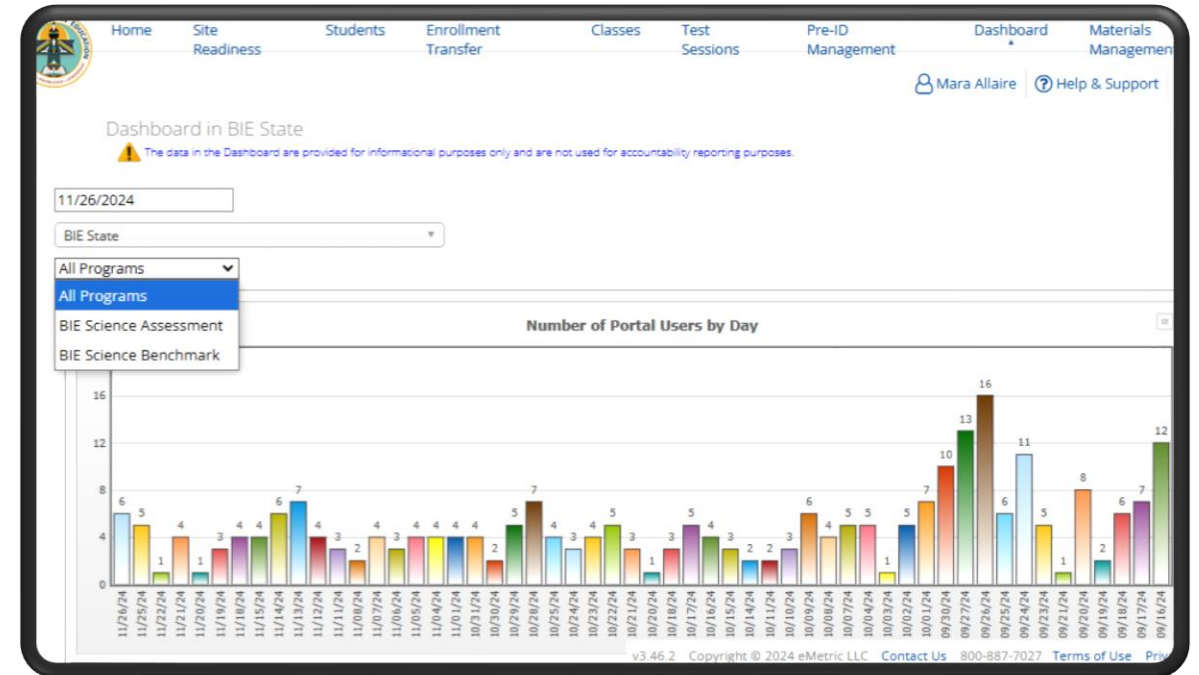 EDUCATION
Home Site Readiness Students Enrollment Transfer Classes Test Sessions Pre-ID Management Dashboard Materials Managemen
Mara Allaire Help & Support
Dashboard in BIE State
The data in the Dashboard are provided for informational purposes only and are not used for accountability reporting purposes.
11/26/2024
BIE State
All Programs
All Programs
BIE Science Assessment
BIE Science Benchmark
Number of Portal Users by Day
16
12
8
4
0
6 5 1 4 1 3 4 4 6 7 4 3 2 4 3 4 4 4 4 2 5 7 4 3 4 5 3 1 3 5 4 3 2 2 3 6 4 5 5 1 5 7 10 13 16 6 11 5 1 8 2 6 7 12
11/26/24 11/25/24 11/22/24 11/21/24 11/20/24 11/19/24 11/18/24 11/15/24 11/14/24 11/13/24 11/12/24 11/11/24 11/08/24 11/07/24 11/06/24 11/05/24 11/04/24 11/01/24 10/31/24 10/30/24 10/29/24 10/28/24 10/25/24 10/24/24 10/23/24 10/22/24 10/21/24 10/20/24 10/18/24 10/17/24 10/16/24 10/15/24 10/14/24 10/11/24 10/10/24 10/09/24 10/08/24 10/07/24 10/04/24 10/03/24 10/02/24 10/01/24 09/30/24 09/27/24 09/26/24 09/25/24 09/24/24 09/23/24 09/21/24 09/20/24 09/19/24 09/18/24 09/17/24 09/16/24
v3.46.2 Copyright © 2024 eMetric LLC Contact Us 800-887-7027 Terms of Use Priv